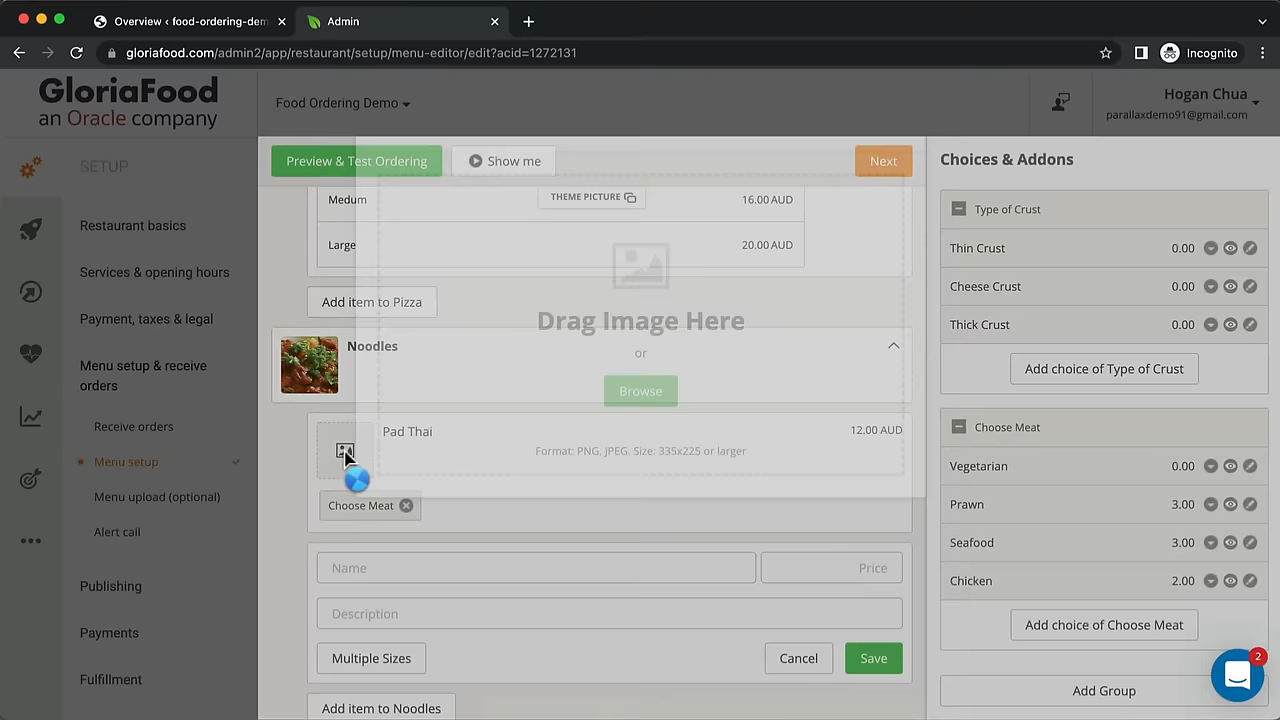 Overview ‹ food-ordering-dem
Admin
gloriafood.com/admin2/app/restaurant/setup/menu-editor/edit?acid=1272131
Incognito
GloriaFood
an Oracle company
Food Ordering Demo
Hogan Chua
parallaxdemo91@gmail.com
SETUP
Restaurant basics
Services & opening hours
Payment, taxes & legal
Menu setup & receive
orders
Receive orders
Menu setup
Menu upload (optional)
Alert call
Publishing
Payments
Fulfillment
Preview & Test Ordering
Show me
Next
Medum
THEME PICTURE
16.00 AUD
Large
20.00 AUD
Add item to Pizza
Drag Image Here
or
Browse
Format: PNG, JPEG. Size: 335x225 or larger
Noodles
Pad Thai
12.00 AUD
Choose Meat
Name
Price
Description
Multiple Sizes
Cancel
Save
Add item to Noodles
Choices & Addons
Type of Crust
Thin Crust
0.00
Cheese Crust
0.00
Thick Crust
0.00
Add choice of Type of Crust
Choose Meat
Vegetarian
0.00
Prawn
3.00
Seafood
3.00
Chicken
2.00
Add choice of Choose Meat
Add Group
2